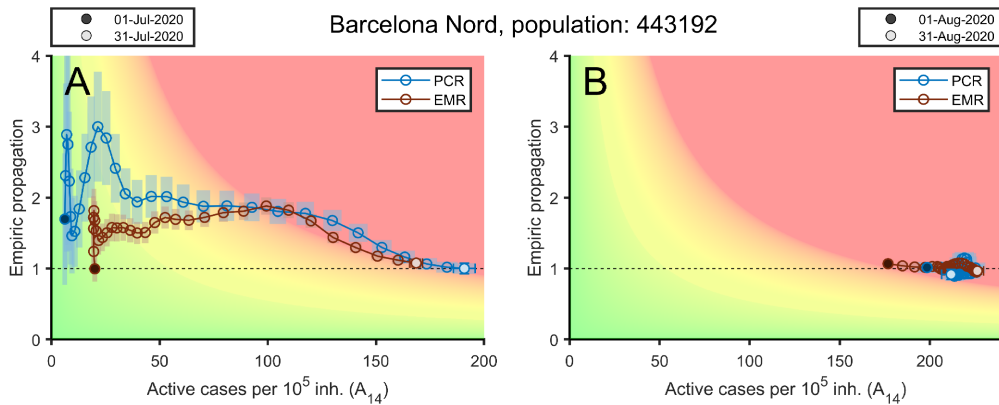 Barcelona Nord, population: 443192
01-Jul-2020
31-Jul-2020
01-Aug-2020
31-Aug-2020
A
PCR
EMR
4
3
2
1
0
Empiric propagation
0 50 100 150 200
Active cases per 10⁵ inh. (A₁₄)
B
PCR
EMR
4
3
2
1
0
Empiric propagation
0 50 100 150 200
Active cases per 10⁵ inh. (A₁₄)